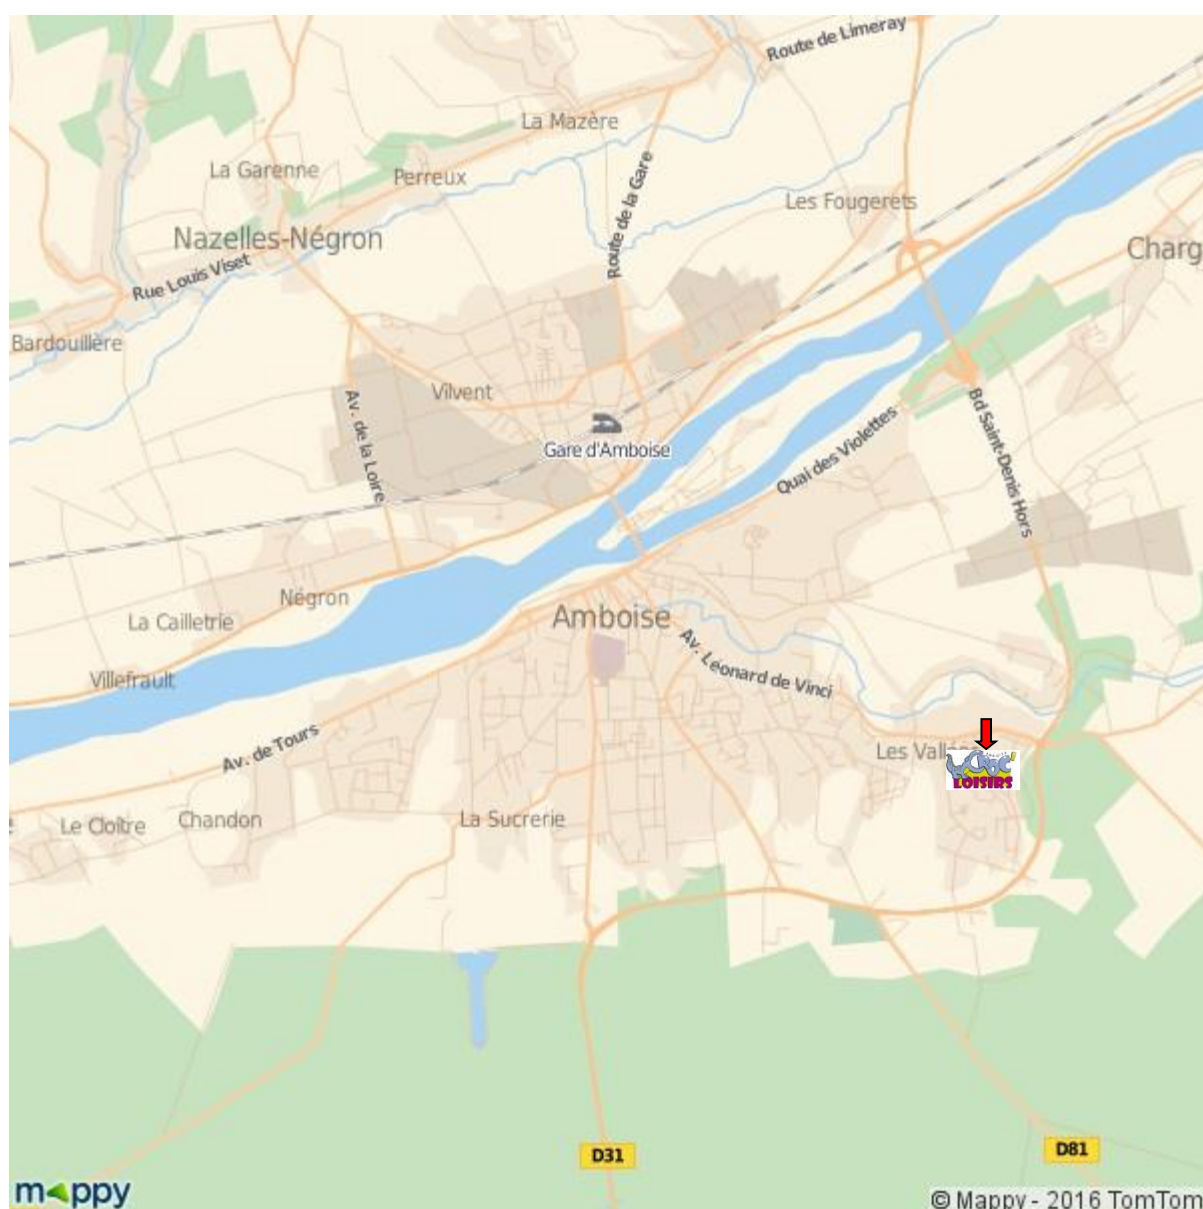 Route de Limeray
La Mazère
La Garenne
Perreux
Route de la Gare
Les Fougerets
Nazelles-Négron
Charg
Rue Louis Viset
Bardouillère
Vilvent
Av. de la Loire
Gare d'Amboise
Quai des Violettes
Bd Saint-Denis Hors
Négron
La Cailletrie
Amboise
Av. Léonard de Vinci
Villefrault
Av. de Tours
Les
CHOC'
LOISIRS
Le Cloître
Chandon
La Sucrerie
D31
D81
mappy
© Mappy - 2016 TomTom